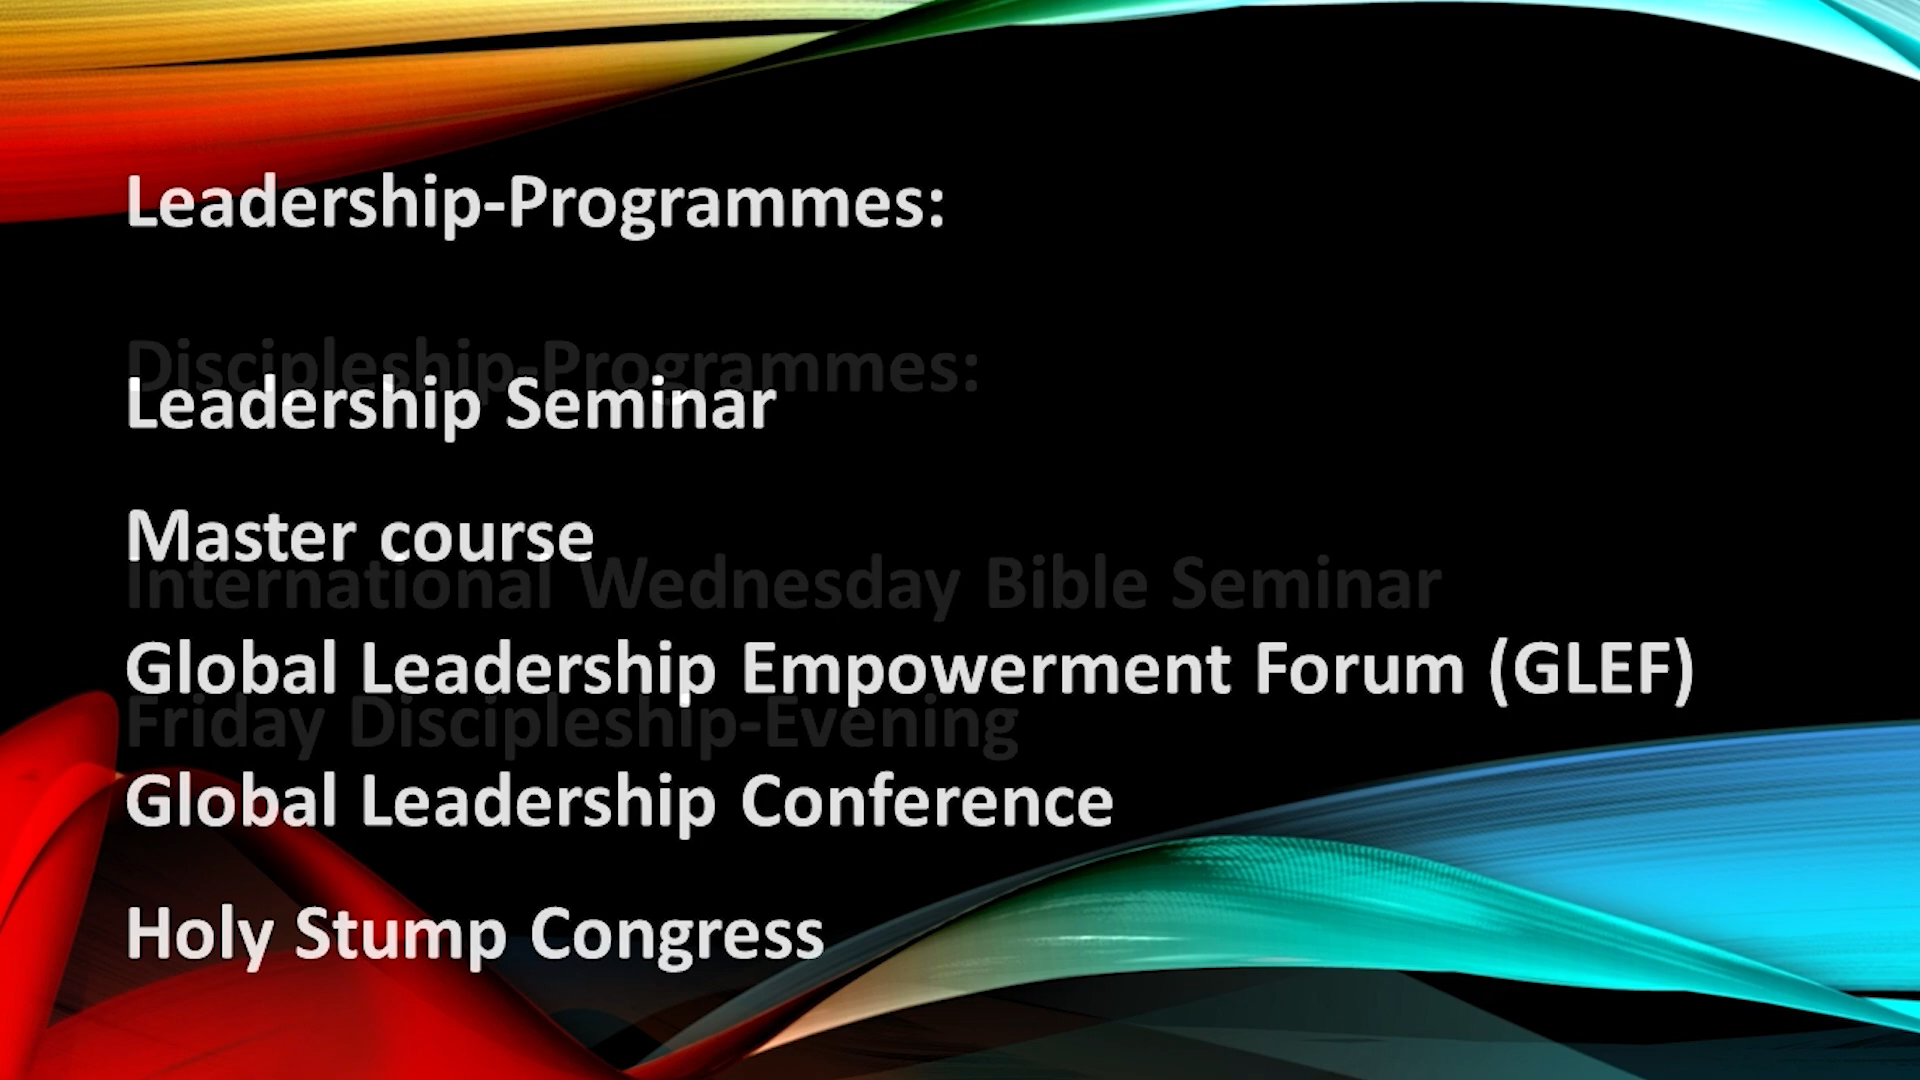 Leadership-Programmes:
Discipleship-Programmes:
Leadership Seminar
Master course
International Wednesday Bible Seminar
Global Leadership Empowerment Forum (GLEF)
Friday Discipleship-Evening
Global Leadership Conference
Holy Stump Congress